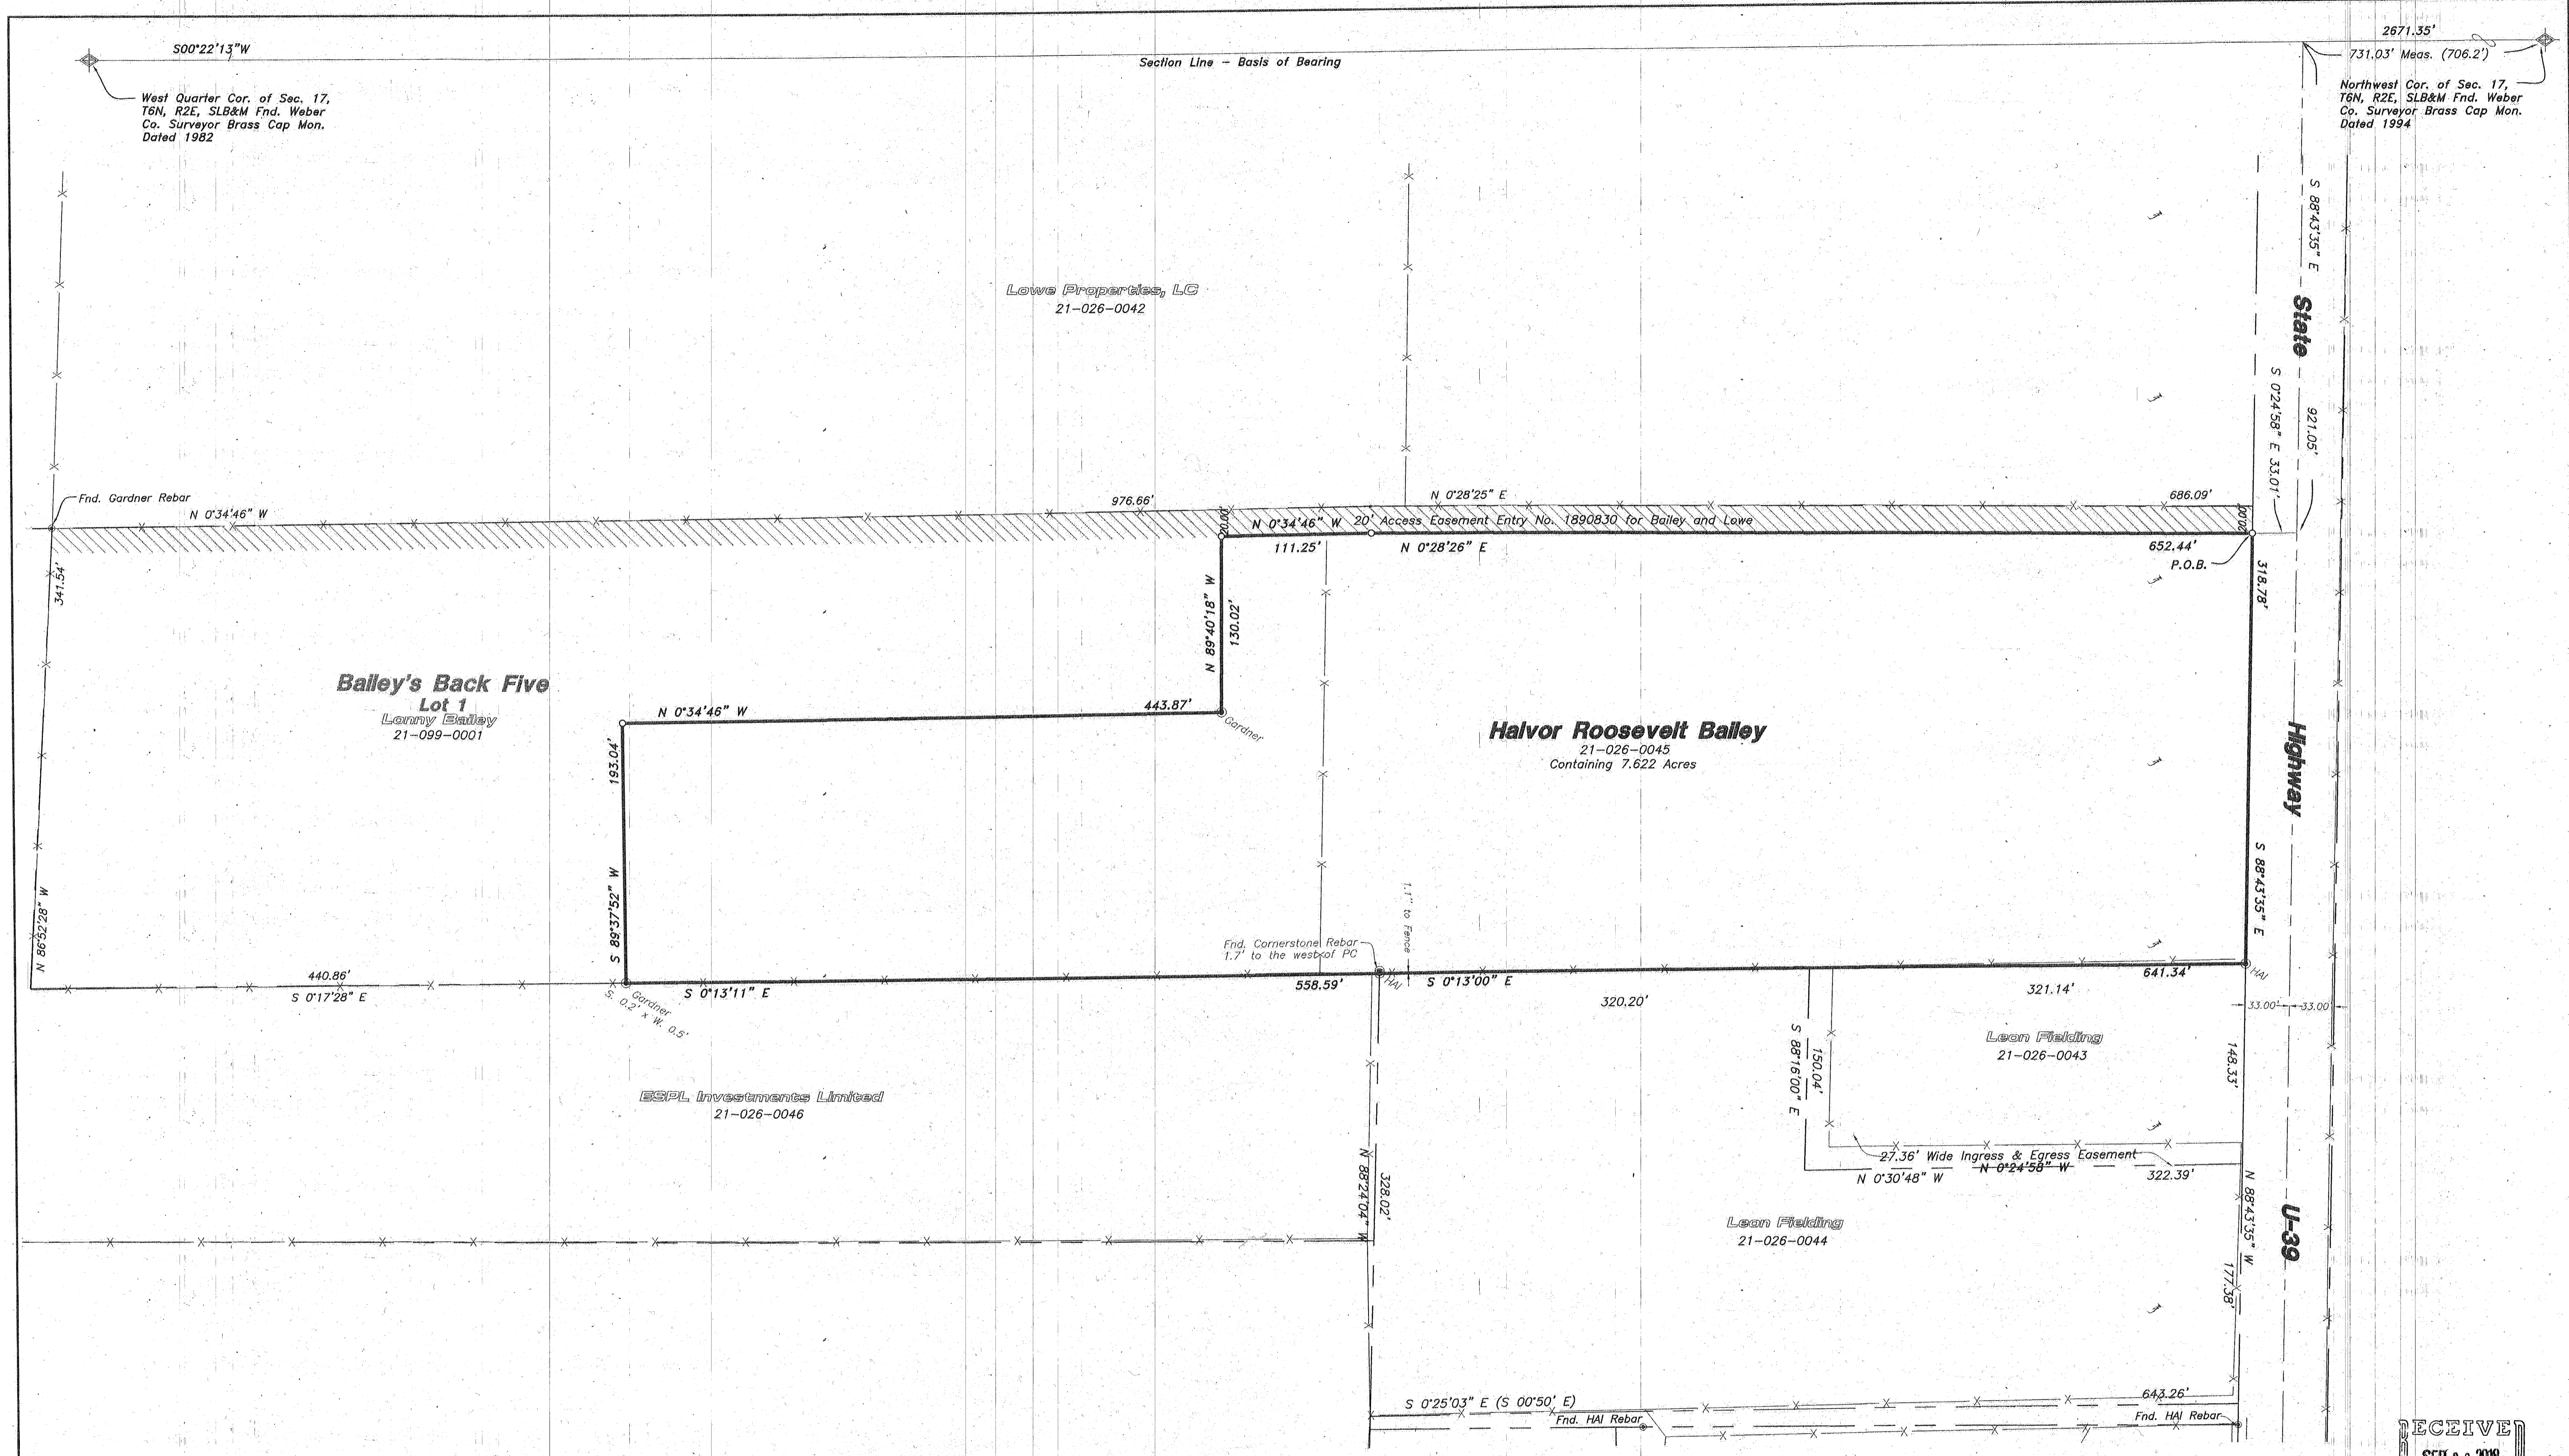 S00°22'13"W
Section Line - Basis of Bearing
2671.35'
731.03' Meas. (706.2')
West Quarter Cor. of Sec. 17,
T6N, R2E, SLB&M Fnd. Weber
Co. Surveyor Brass Cap Mon.
Dated 1982
Northwest Cor. of Sec. 17,
T6N, R2E, SLB&M Fnd. Weber
Co. Surveyor Brass Cap Mon.
Dated 1994
S 88°43'35" E
State
S 0°24'58" E 33.01'
921.05'
Lowe Properties, LC
21-026-0042
Fnd. Gardner Rebar
N 0°34'46" W
976.66'
N 0°28'25" E
686.09'
20.00'
N 0°34'46" W
20' Access Easement Entry No. 1890830 for Bailey and Lowe
20.00'
111.25'
N 0°28'26" E
652.44'
P.O.B.
341.54'
N 89°40'18" W
130.02'
318.78'
Bailey's Back Five
Lot 1
Lonny Bailey
21-099-0001
N 0°34'46" W
443.87'
Gardner
Halvor Roosevelt Bailey
21-026-0045
Containing 7.622 Acres
Highway
193.04'
S 89°37'52" W
N 86°52'28" W
S 88°43'35" E
1.1" to Fence
Fnd. Cornerstone Rebar
1.7' to the west of PC
440.86'
S 0°17'28" E
Gardner
S. 0.2' x W. 0.5'
S 0°13'11" E
558.59'
HAI
S 0°13'00" E
641.34'
HAI
320.20'
321.14'
33.00'
33.00
Leon Fielding
21-026-0043
S 88°16'00" E
150.04'
148.33'
ESPL Investments Limited
21-026-0046
27.36' Wide Ingress & Egress Easement
N 0°24'58" W
N 0°30'48" W
322.39'
N 88°24'04" W
328.02'
Leon Fielding
21-026-0044
N 88°43'35" W
U-39
177.38'
S 0°25'03" E (S 00°50' E)
643.26'
Fnd. HAI Rebar
Fnd. HAI Rebar
RECEIVED